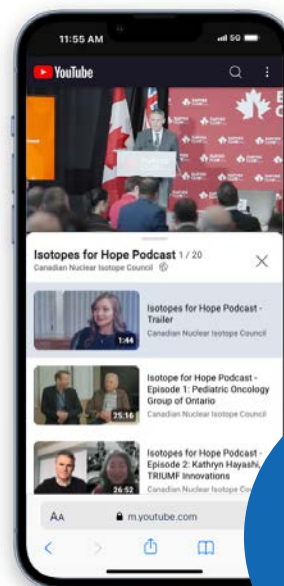 11:55 AM
5G
YouTube
EMPIRE CLUB
Isotopes for Hope Podcast 1 / 20
Canadian Nuclear Isotope Council
Isotopes for Hope Podcast -
Trailer
Canadian Nuclear Isotope Council
1:44
Isotope for Hope Podcast -
Episode 1: Pediatric Oncology
Group of Ontario
Canadian Nuclear Isotope Council
25:16
Isotopes for Hope Podcast -
Episode 2: Kathryn Hayashi,
TRIUMF Innovations
Canadian Nuclear Isotope
26:52
AA
m.youtube.com